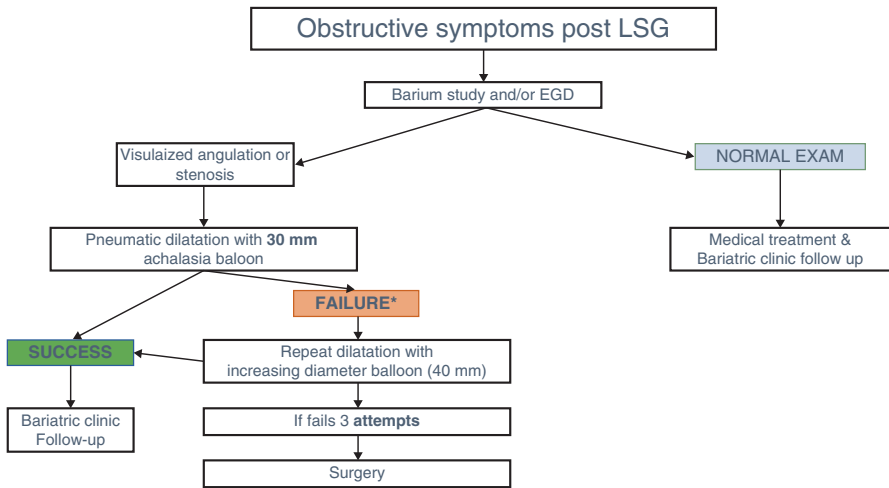 Obstructive symptoms post LSG
Barium study and/or EGD
Visulaized angulation or
stenosis
NORMAL EXAM
Pneumatic dilatation with 30 mm
achalasia baloon
Medical treatment &
Bariatric clinic follow up
FAILURE*
SUCCESS
Repeat dilatation with
increasing diameter balloon (40 mm)
Bariatric clinic
Follow-up
If fails 3 attempts
Surgery